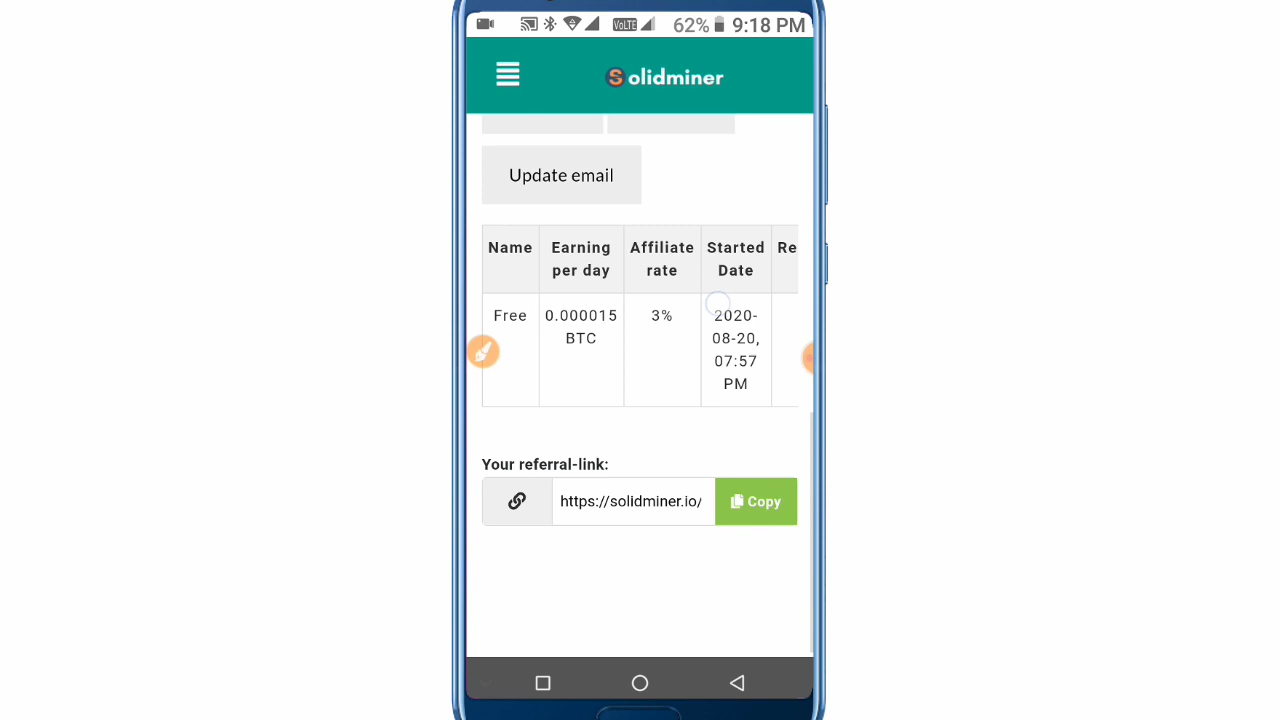 VoLTE 62% 9:18 PM
Solidminer
Update email
Name Earning per day Affiliate rate Started Date Re
Free 0.000015 BTC 3% 2020-08-20, 07:57 PM
Your referral-link:
https://solidminer.io/ Copy